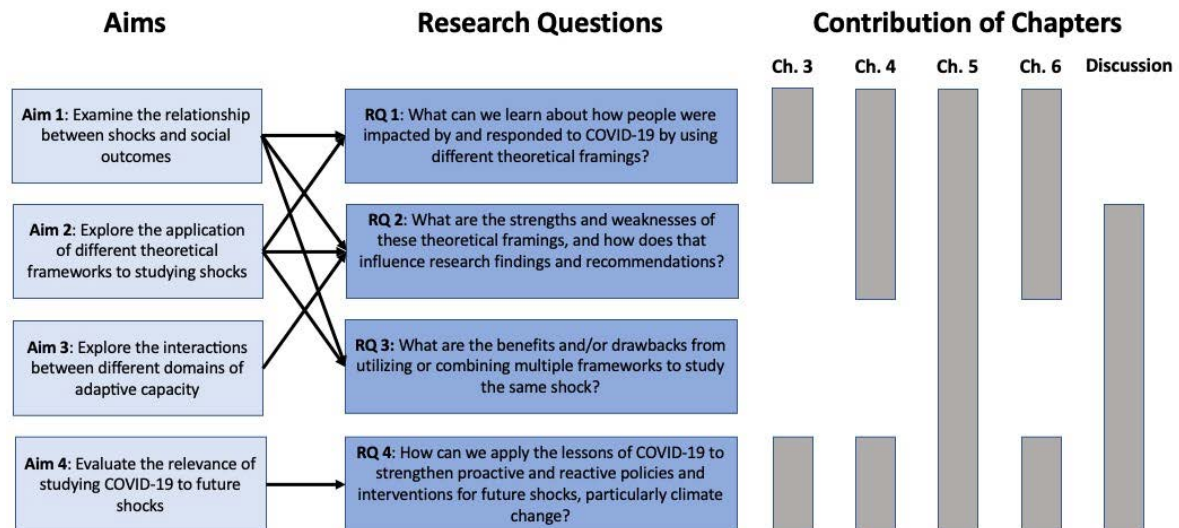 Aims
Research Questions
Contribution of Chapters
Ch. 3
Ch. 4
Ch. 5
Ch. 6
Discussion
Aim 1: Examine the relationship
between shocks and social
outcomes
RQ 1: What can we learn about how people were
impacted by and responded to COVID-19 by using
different theoretical framings?
Aim 2: Explore the application
of different theoretical
frameworks to studying shocks
RQ 2: What are the strengths and weaknesses of
these theoretical framings, and how does that
influence research findings and recommendations?
Aim 3: Explore the interactions
between different domains of
adaptive capacity
RQ 3: What are the benefits and/or drawbacks from
utilizing or combining multiple frameworks to study
the same shock?
Aim 4: Evaluate the relevance of
studying COVID-19 to future
shocks
RQ 4: How can we apply the lessons of COVID-19 to
strengthen proactive and reactive policies and
interventions for future shocks, particularly climate
change?